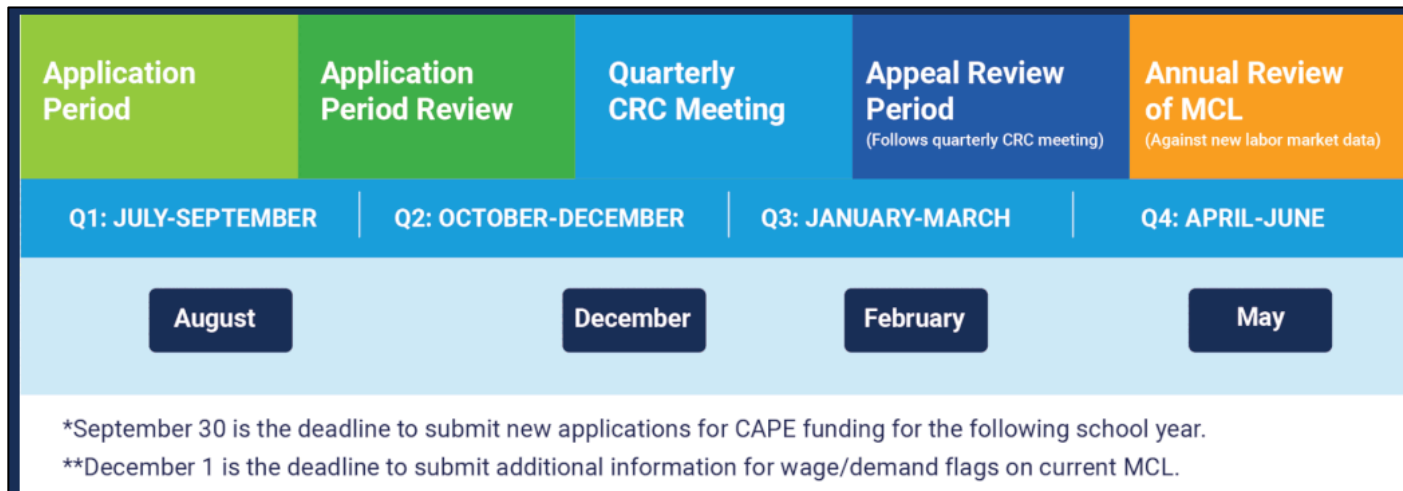 Application
Period
Application
Period Review
Quarterly
CRC Meeting
Appeal Review
Period
(Follows quarterly CRC meeting)
Annual Review
of MCL
(Against new labor market data)
Q1: JULY-SEPTEMBER
Q2: OCTOBER-DECEMBER
Q3: JANUARY-MARCH
Q4: APRIL-JUNE
August
December
February
May
*September 30 is the deadline to submit new applications for CAPE funding for the following school year.
**December 1 is the deadline to submit additional information for wage/demand flags on current MCL.